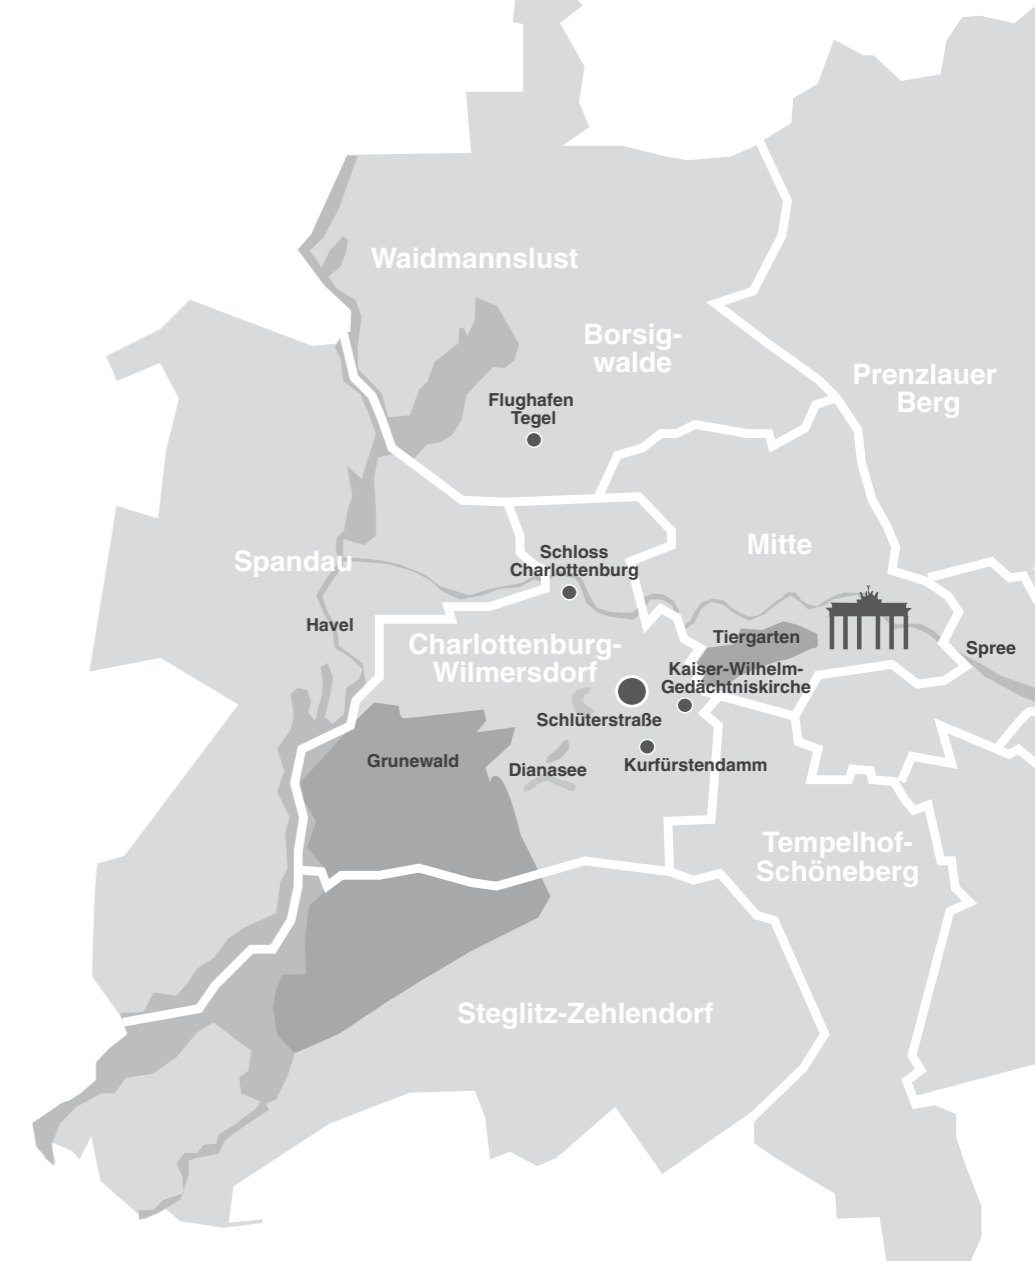 Waidmannslust
Borsig-
walde
Prenzlauer
Berg
Flughafen
Tegel
Mitte
Schloss
Charlottenburg
Spandau
Havel
Charlottenburg-
Wilmersdorf
Tiergarten
Spree
Kaiser-Wilhelm-
Gedächtniskirche
Schlüterstraße
Grunewald
Dianasee
Kurfürstendamm
Tempelhof-
Schöneberg
Steglitz-Zehlendorf